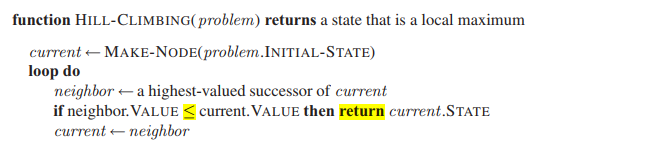 function HILL-CLIMBING(problem) returns a state that is a local maximum
current ← MAKE-NODE(problem.INITIAL-STATE)
loop do
neighbor ← a highest-valued successor of current
if neighbor.VALUE ≤ current.VALUE then return current.STATE
current ← neighbor